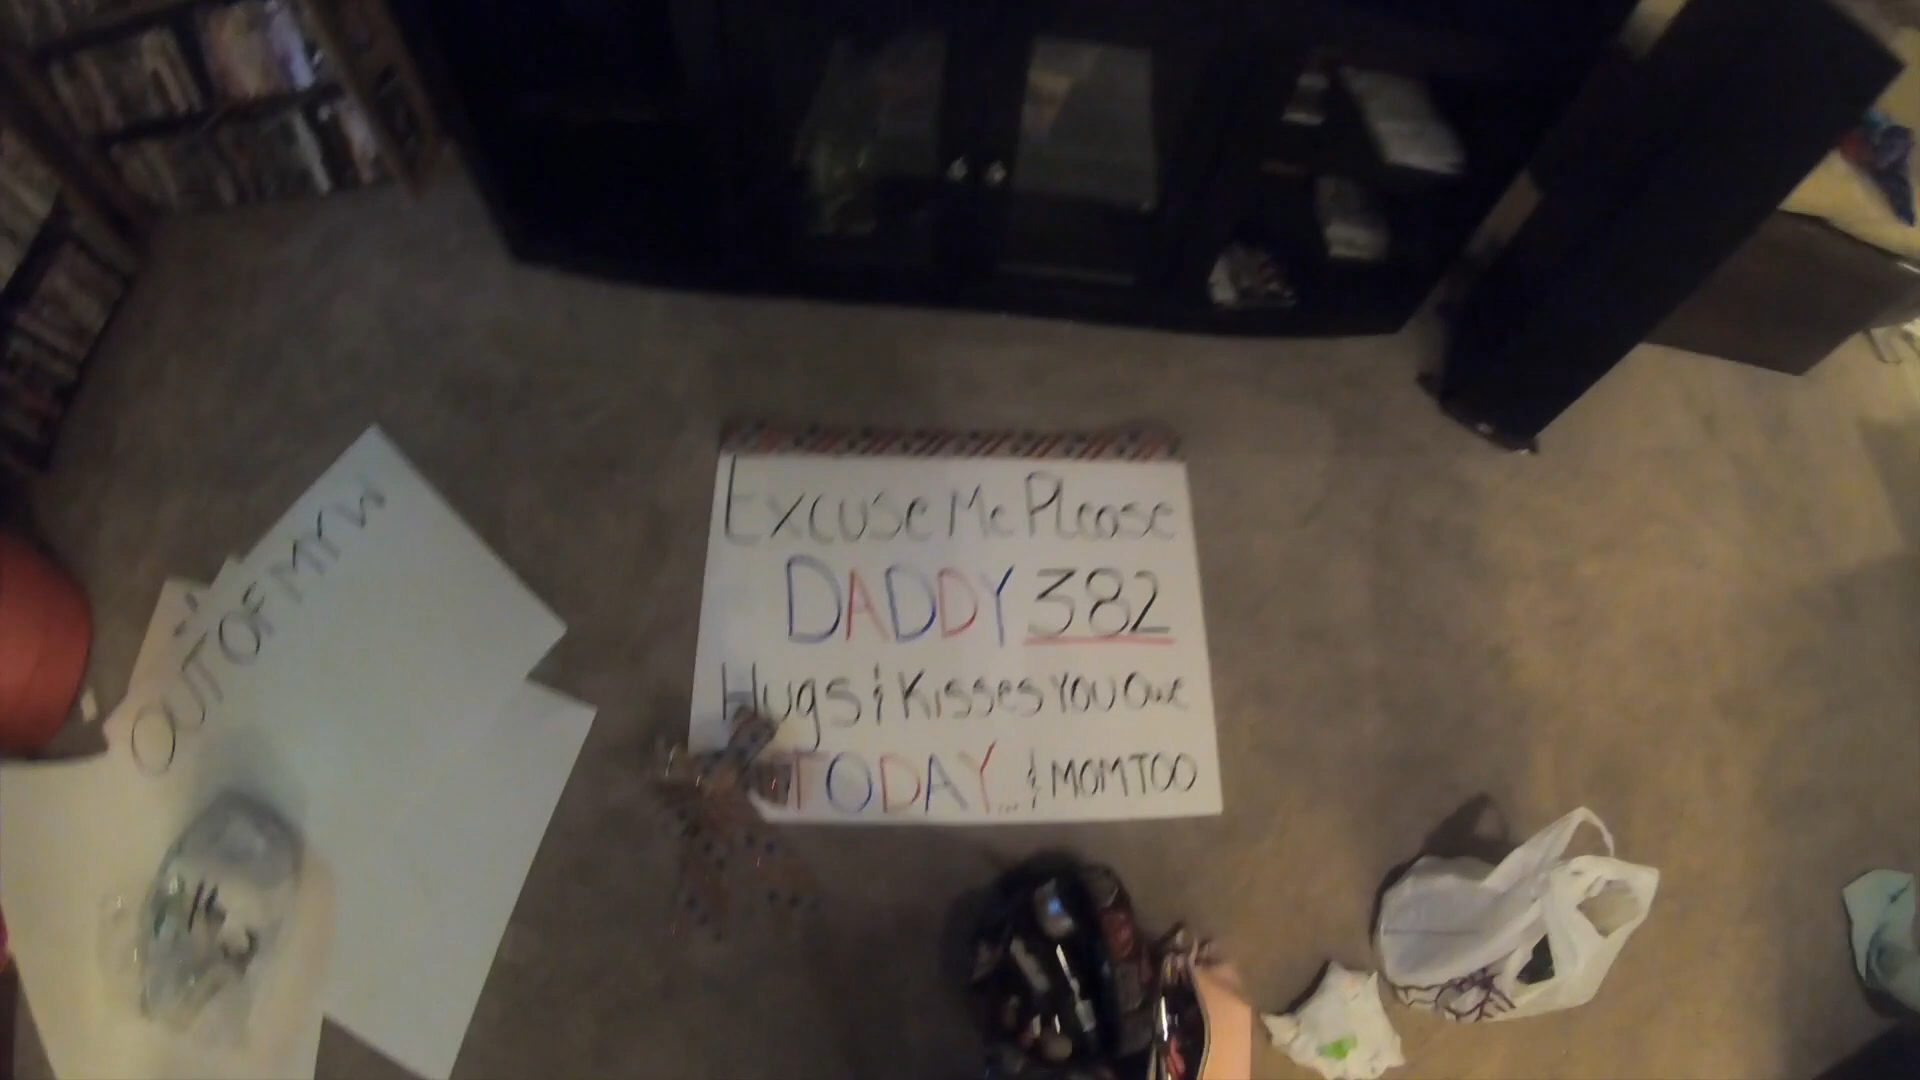 Excuse Me Please
DADDY 382
Hugs & Kisses You Owe
TODAY... & MOM TOO
OUT OF MY W